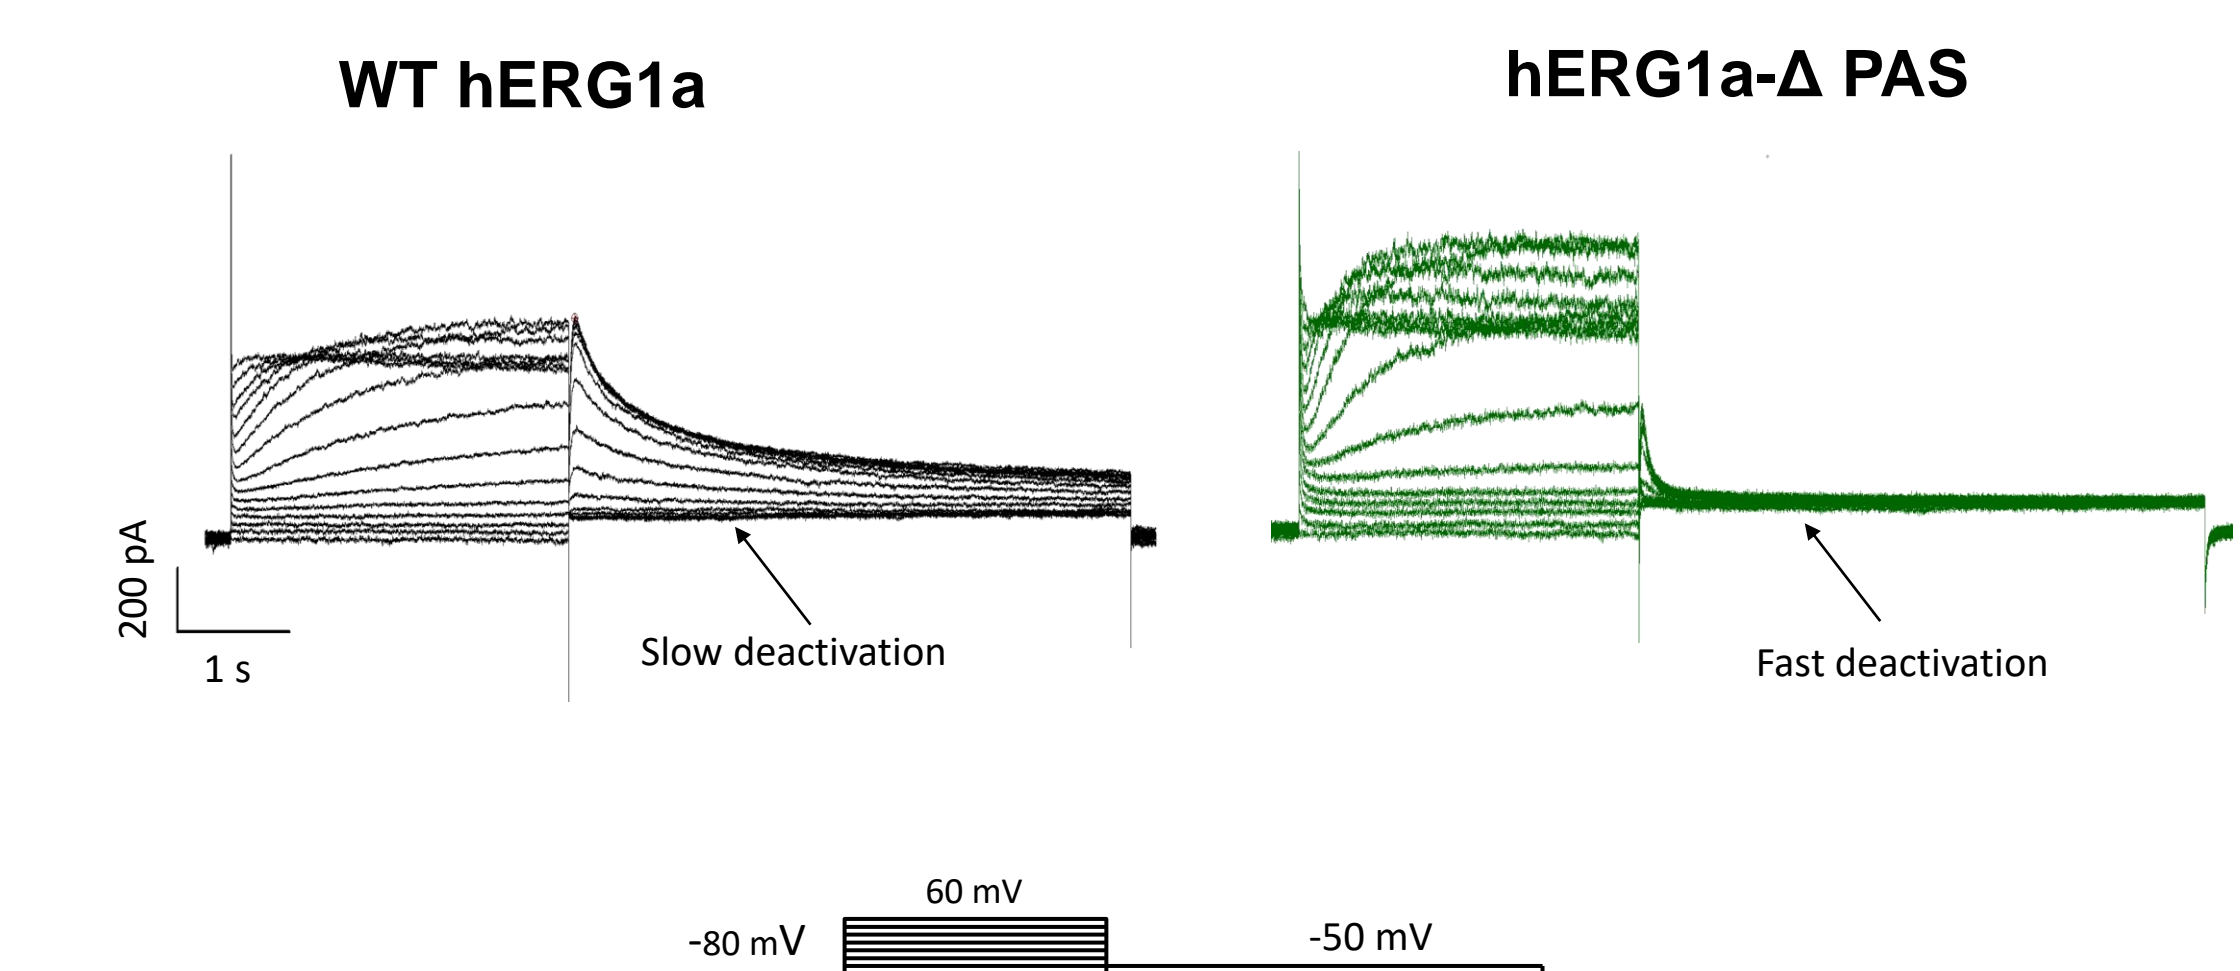 WT hERG1a
hERG1a-Δ PAS
200 pA
1 s
Slow deactivation
Fast deactivation
60 mV
-80 mV
-50 mV